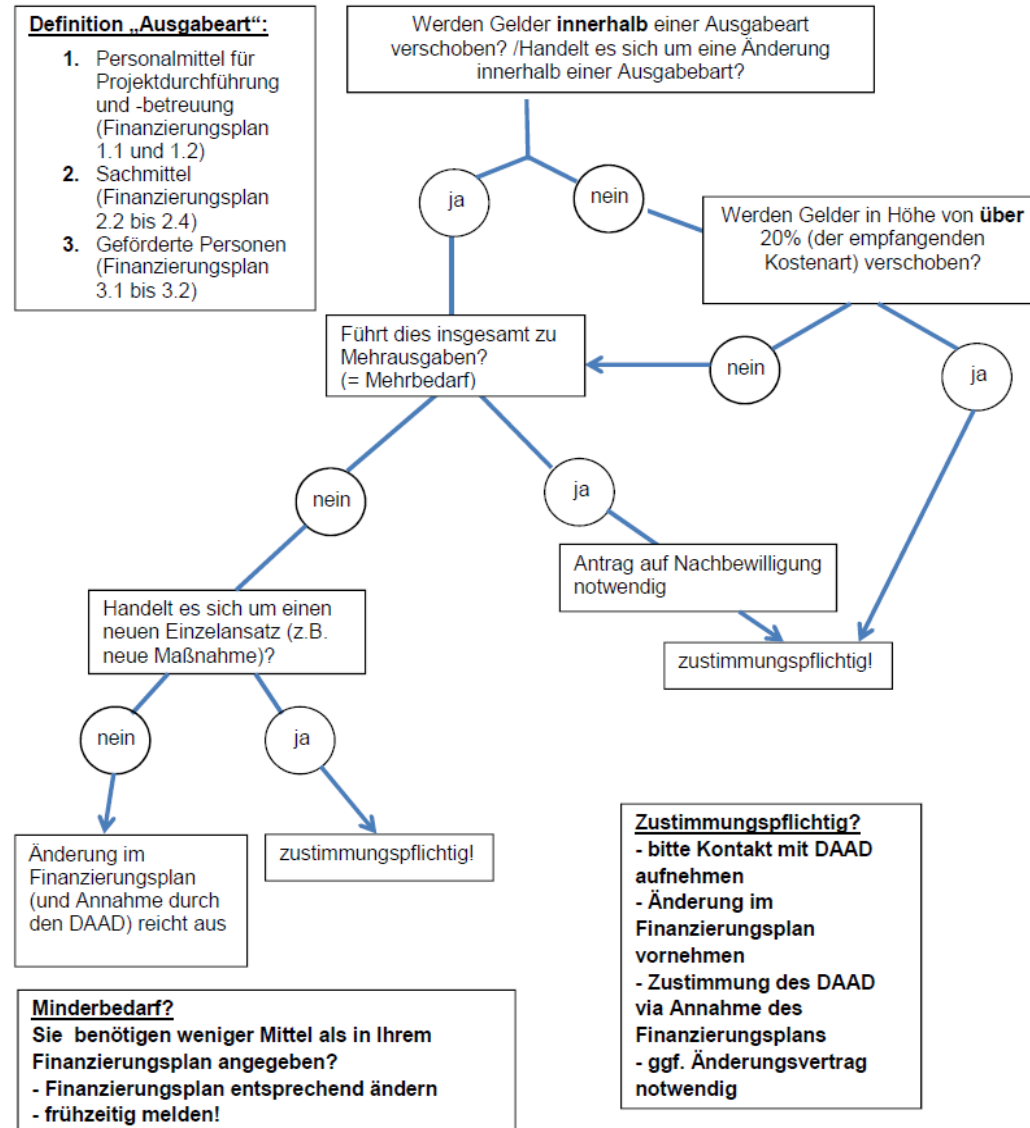 Definition „Ausgabeart“:
1. Personalmittel für
Projektdurchführung
und -betreuung
(Finanzierungsplan
1.1 und 1.2)
2. Sachmittel
(Finanzierungsplan
2.2 bis 2.4)
3. Geförderte Personen
(Finanzierungsplan
3.1 bis 3.2)
Werden Gelder innerhalb einer Ausgabeart
verschoben? /Handelt es sich um eine Änderung
innerhalb einer Ausgabebart?
ja
nein
Werden Gelder in Höhe von über
20% (der empfangenden
Kostenart) verschoben?
Führt dies insgesamt zu
Mehrausgaben?
(= Mehrbedarf)
nein
ja
nein
ja
Antrag auf Nachbewilligung
notwendig
Handelt es sich um einen
neuen Einzelansatz (z.B.
neue Maßnahme)?
zustimmungspflichtig!
nein
ja
Änderung im
Finanzierungsplan
(und Annahme durch
den DAAD) reicht aus
zustimmungspflichtig!
Zustimmungspflichtig?
- bitte Kontakt mit DAAD
aufnehmen
- Änderung im
Finanzierungsplan
vornehmen
- Zustimmung des DAAD
via Annahme des
Finanzierungsplans
- ggf. Änderungsvertrag
notwendig
Minderbedarf?
Sie benötigen weniger Mittel als in Ihrem
Finanzierungsplan angegeben?
- Finanzierungsplan entsprechend ändern
- frühzeitig melden!